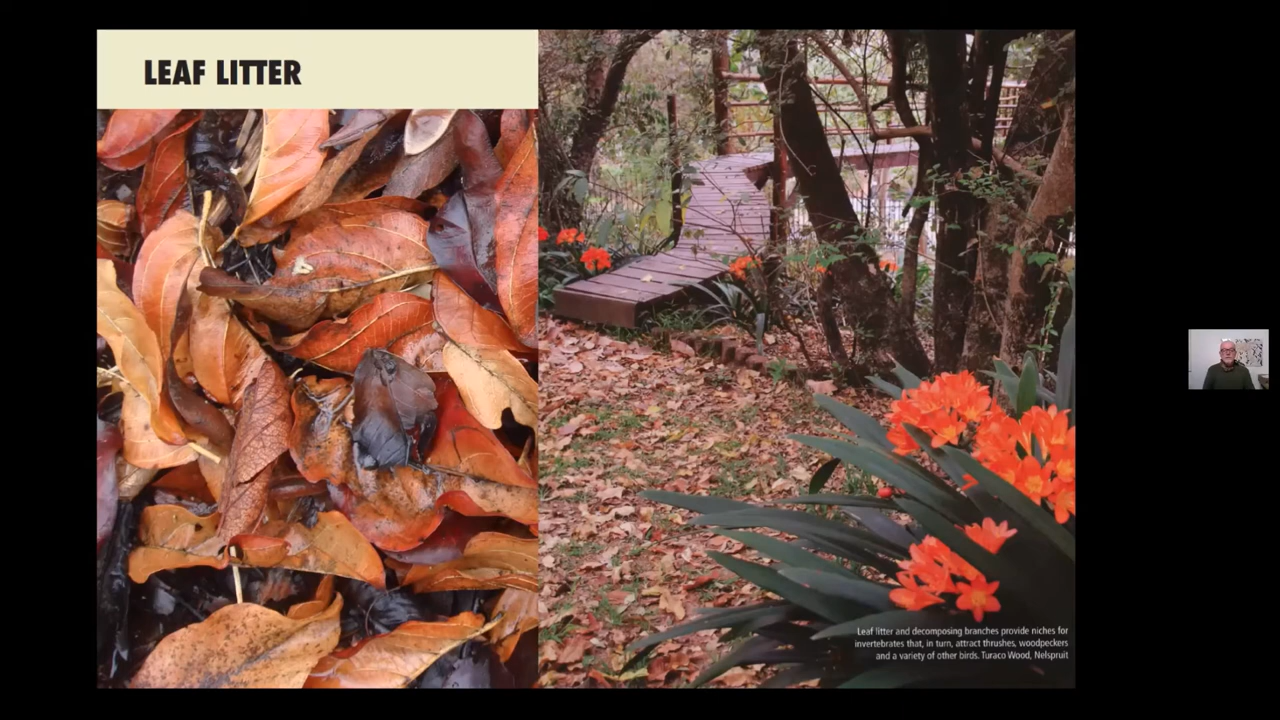 LEAF LITTER
Leaf litter and decomposing branches provide niches for
invertebrates that, in turn, attract thrushes, woodpeckers
and a variety of other birds. Turaco Wood, Nelspruit